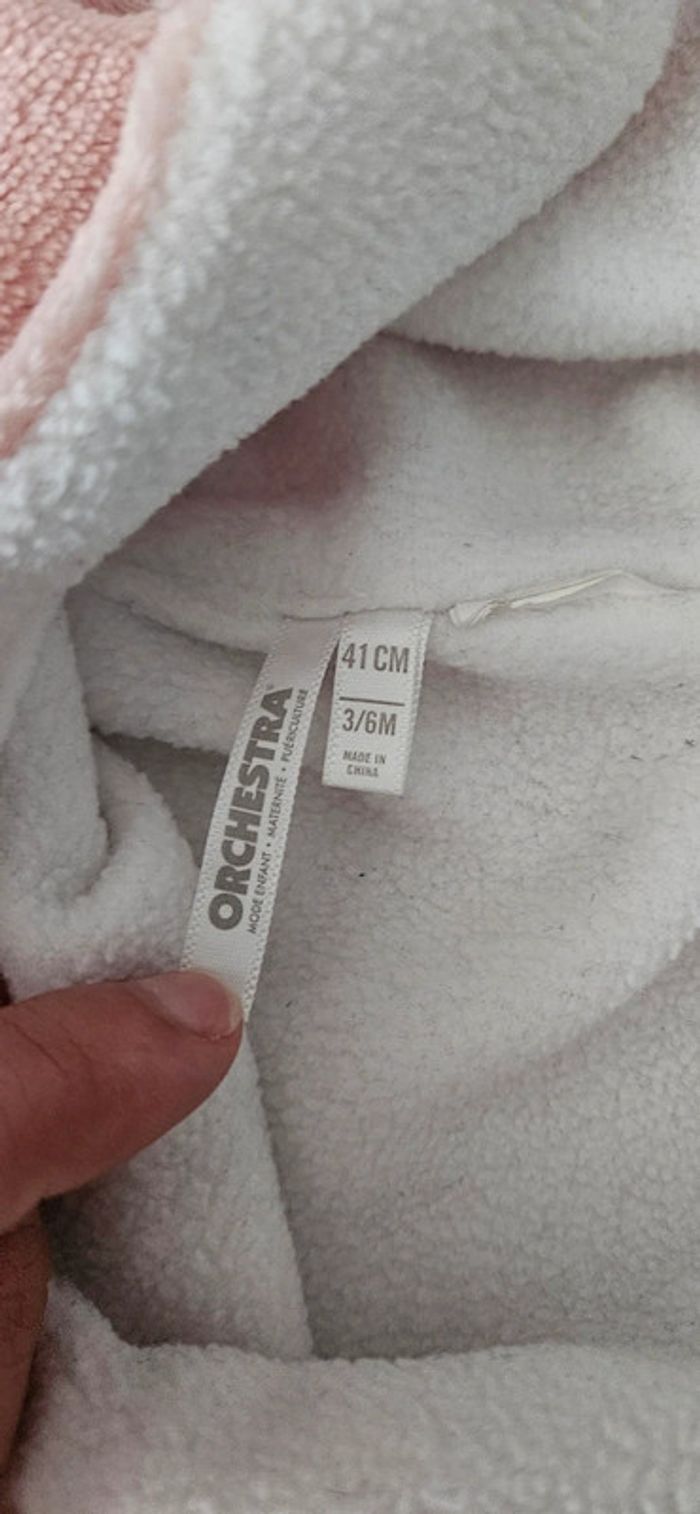 ORCHESTRA®
MODE ENFANT • MATERNITÉ • PUÉRICULTURE
41 CM
3/6M
MADE IN
CHINA